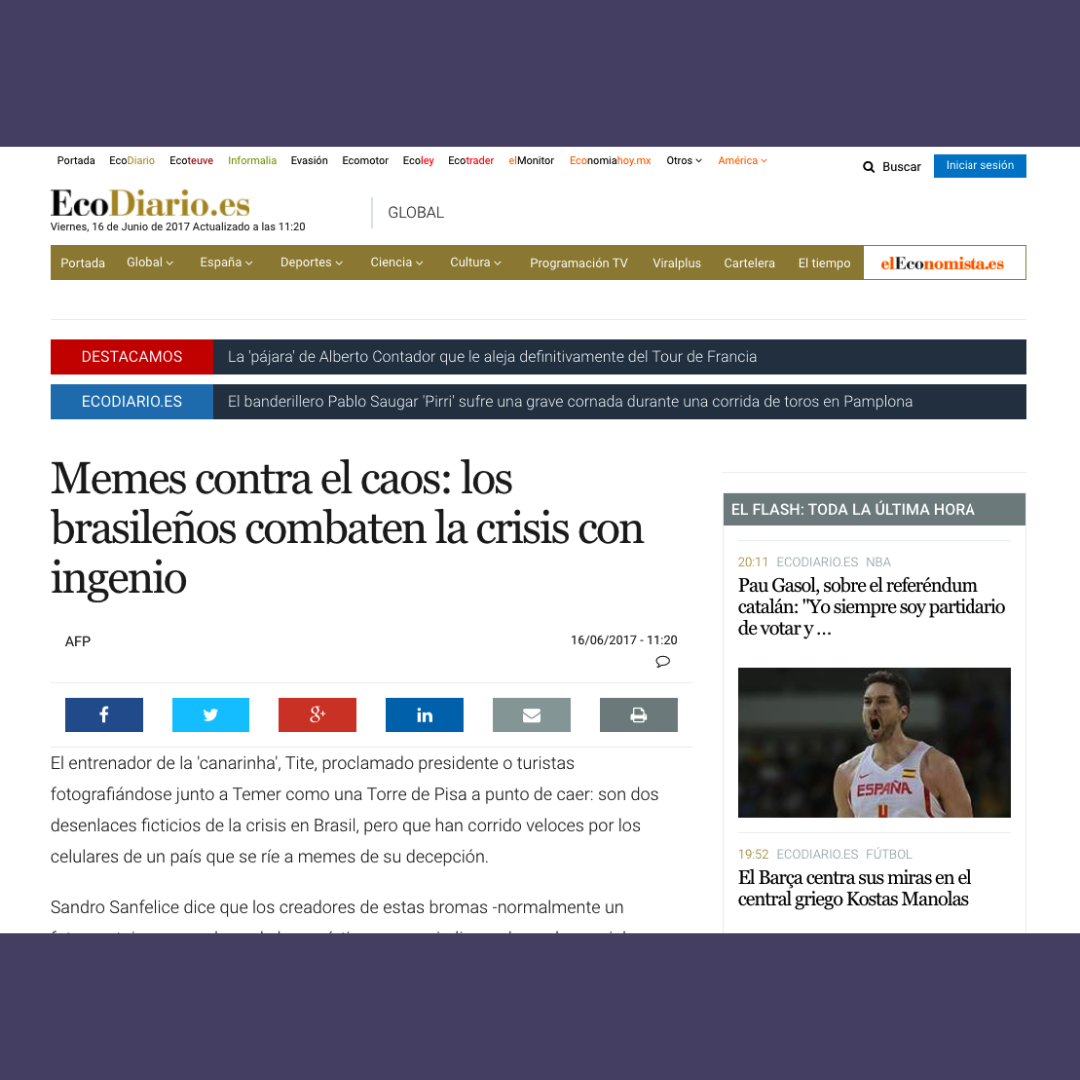 Portada EcoDiario Ecoteuve Informalia Evasión Ecomotor Ecoley Ecotrader elMonitor Economiahoy.mx Otros América
Buscar Iniciar sesión
EcoDiario.es
GLOBAL
Viernes, 16 de Junio de 2017 Actualizado a las 11:20
Portada Global España Deportes Ciencia Cultura Programación TV Viralplus Cartelera El tiempo elEconomista.es
DESTACAMOS La 'pájara' de Alberto Contador que le aleja definitivamente del Tour de Francia
ECODIARIO.ES El banderillero Pablo Saugar 'Pirri' sufre una grave cornada durante una corrida de toros en Pamplona
Memes contra el caos: los
brasileños combaten la crisis con
ingenio
AFP
16/06/2017 - 11:20
El entrenador de la 'canarinha', Tite, proclamado presidente o turistas
fotografiándose junto a Temer como una Torre de Pisa a punto de caer: son dos
desenlaces ficticios de la crisis en Brasil, pero que han corrido veloces por los
celulares de un país que se ríe a memes de su decepción.
Sandro Sanfelice dice que los creadores de estas bromas -normalmente un
EL FLASH: TODA LA ÚLTIMA HORA
20:11 ECODIARIO.ES NBA
Pau Gasol, sobre el referéndum
catalán: "Yo siempre soy partidario
de votar y ...
ESPAÑA
19:52 ECODIARIO.ES FÚTBOL
El Barça centra sus miras en el
central griego Kostas Manolas